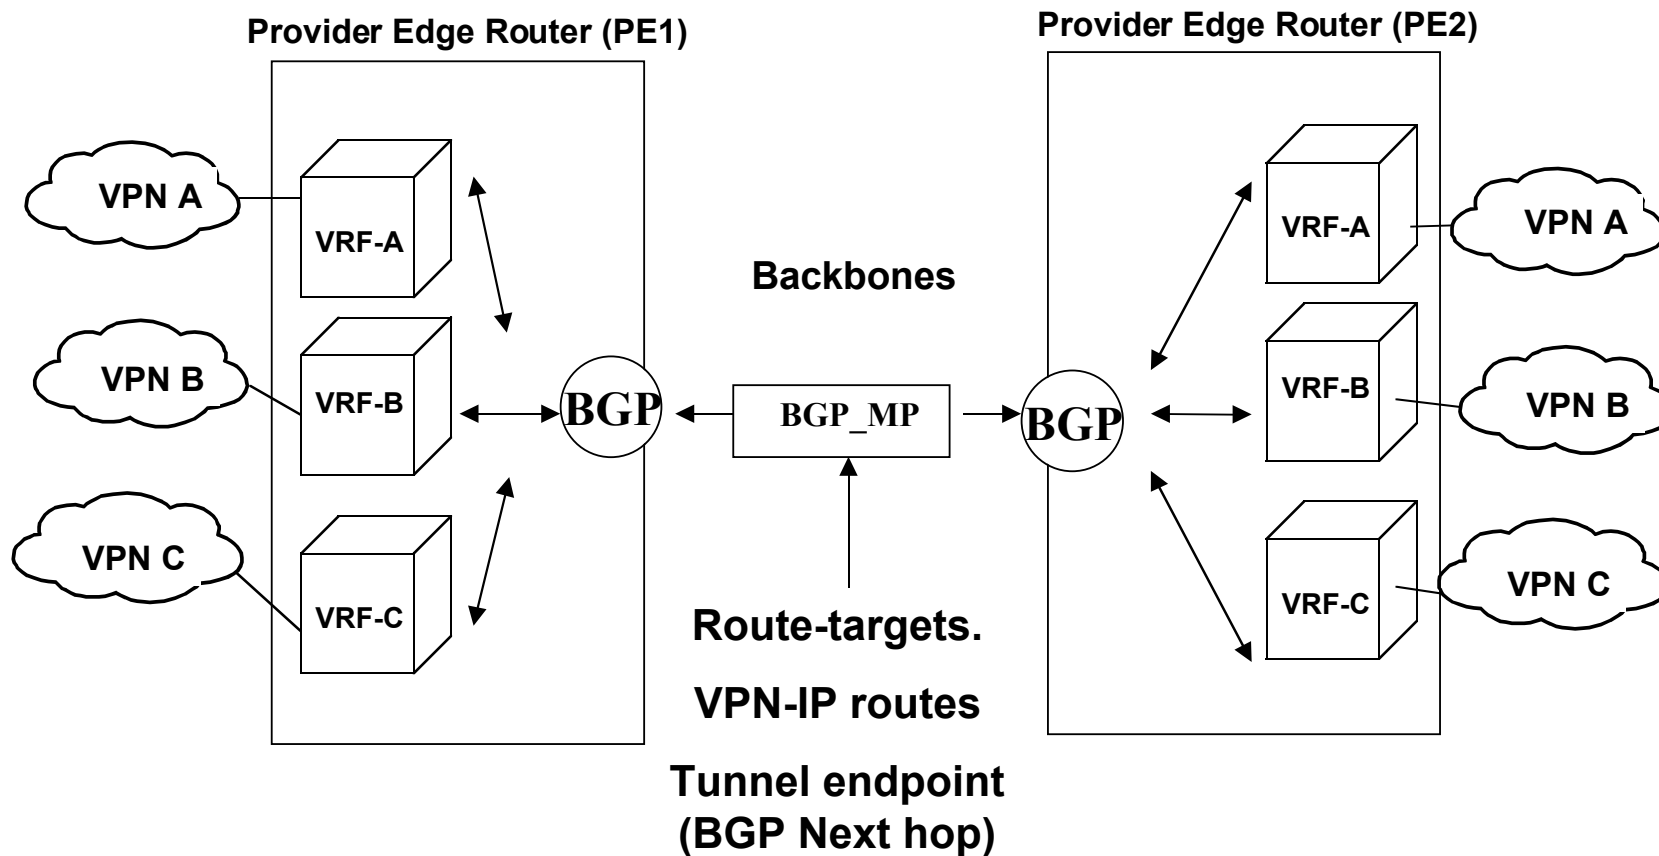 Provider Edge Router (PE1)
Provider Edge Router (PE2)
VPN A
VRF-A
VRF-A
VPN A
Backbones
VPN B
VRF-B
BGP
BGP_MP
BGP
VRF-B
VPN B
VPN C
VRF-C
VRF-C
VPN C
Route-targets.
VPN-IP routes
Tunnel endpoint
(BGP Next hop)